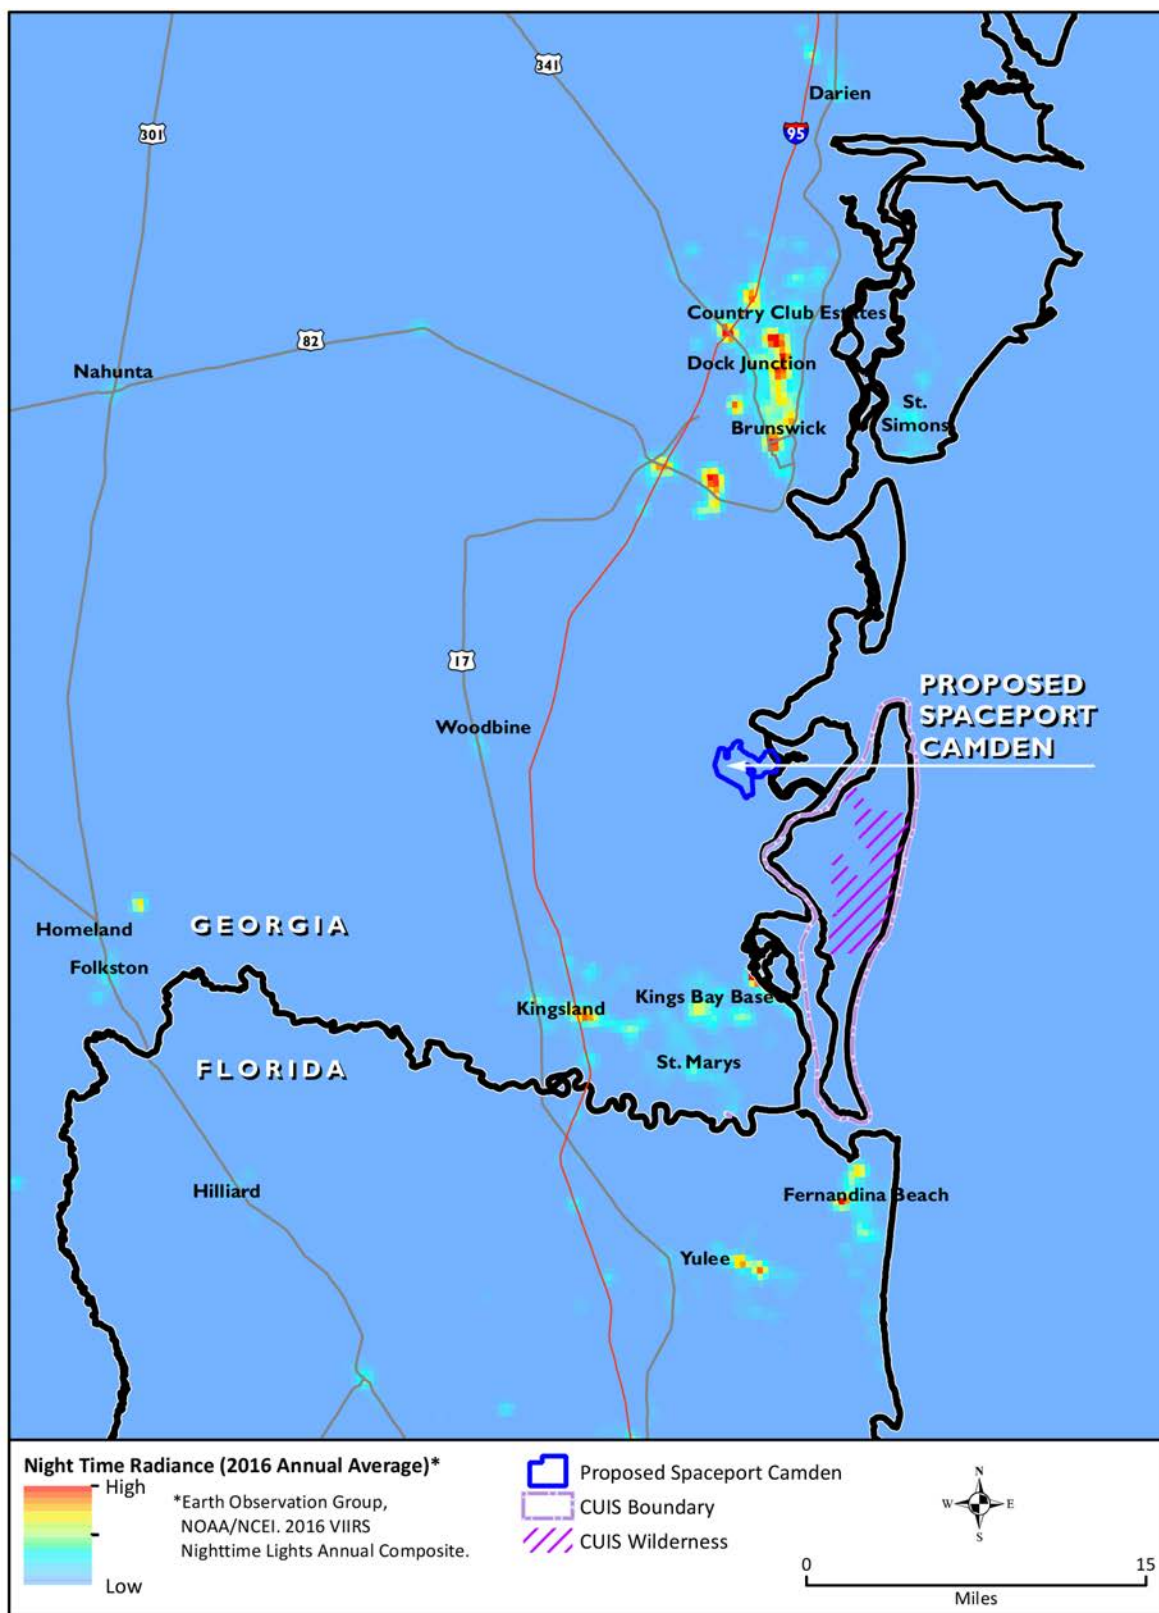 341
Darien
301
95
Country Club Estates
82
Dock Junction
Nahunta
St.
Simons
Brunswick
17
PROPOSED
SPACEPORT
CAMDEN
Woodbine
Homeland
GEORGIA
Folkston
Kings Bay Base
Kingsland
St. Marys
FLORIDA
Hilliard
Fernandina Beach
Yulee
Night Time Radiance (2016 Annual Average)*
High
Low
*Earth Observation Group,
NOAA/NCEI. 2016 VIIRS
Nighttime Lights Annual Composite.
Proposed Spaceport Camden
CUIS Boundary
CUIS Wilderness
N
W
E
S
0
15
Miles